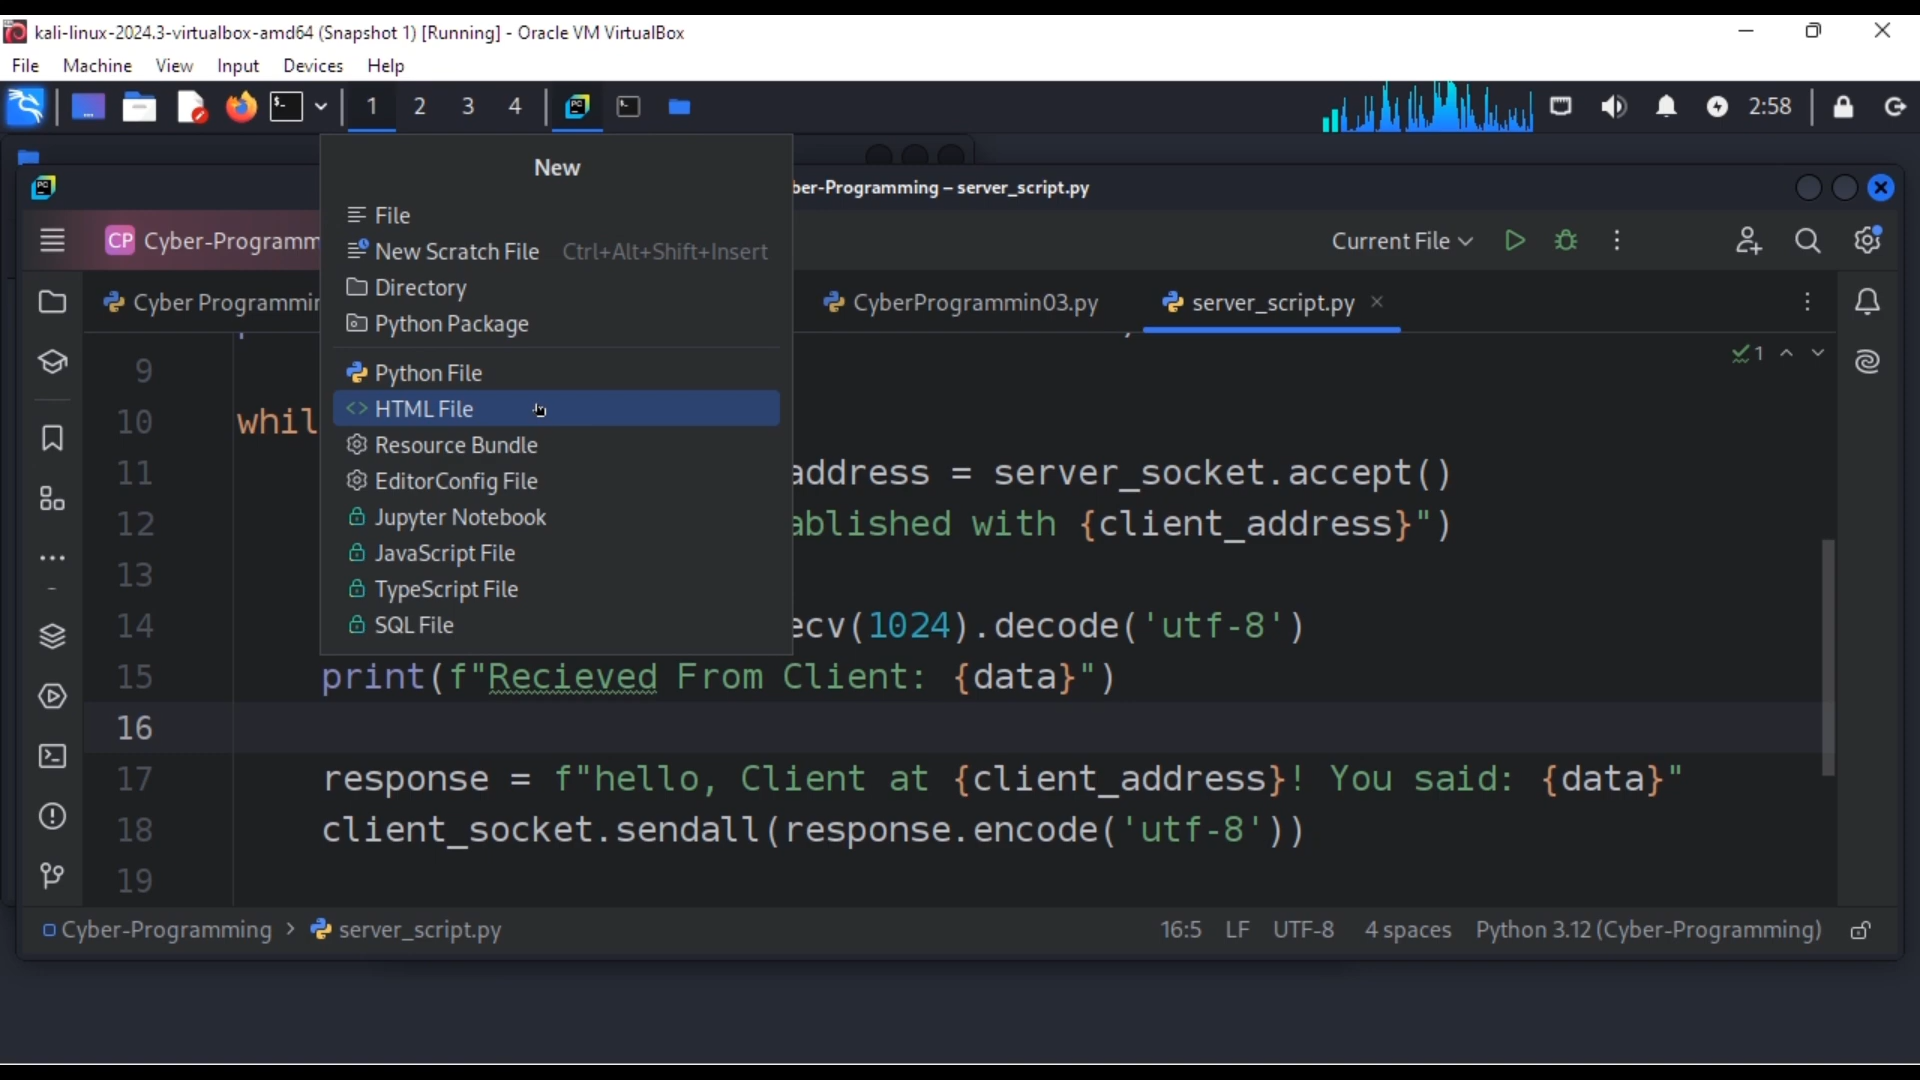 kali-linux-2024.3-virtualbox-amd64 (Snapshot 1) [Running] - Oracle VM VirtualBox
File Machine View Input Devices Help
1 2 3 4 2:58
New
ber-Programming – server_script.py
File
CP Cyber-Programm
New Scratch File Ctrl+Alt+Shift+Insert
Current File
Directory
Cyber Programmin
CyberProgrammin03.py
server_script.py
Python Package
1
9
Python File
10 whil
HTML File
Resource Bundle
11 address = server_socket.accept()
EditorConfig File
12 ablished with {client_address}")
Jupyter Notebook
JavaScript File
13
TypeScript File
14 ecv(1024).decode('utf-8')
SQL File
15 print(f"Recieved From Client: {data}")
16
17 response = f"hello, Client at {client_address}! You said: {data}"
18 client_socket.sendall(response.encode('utf-8'))
19
Cyber-Programming > server_script.py 16:5 LF UTF-8 4 spaces Python 3.12 (Cyber-Programming)